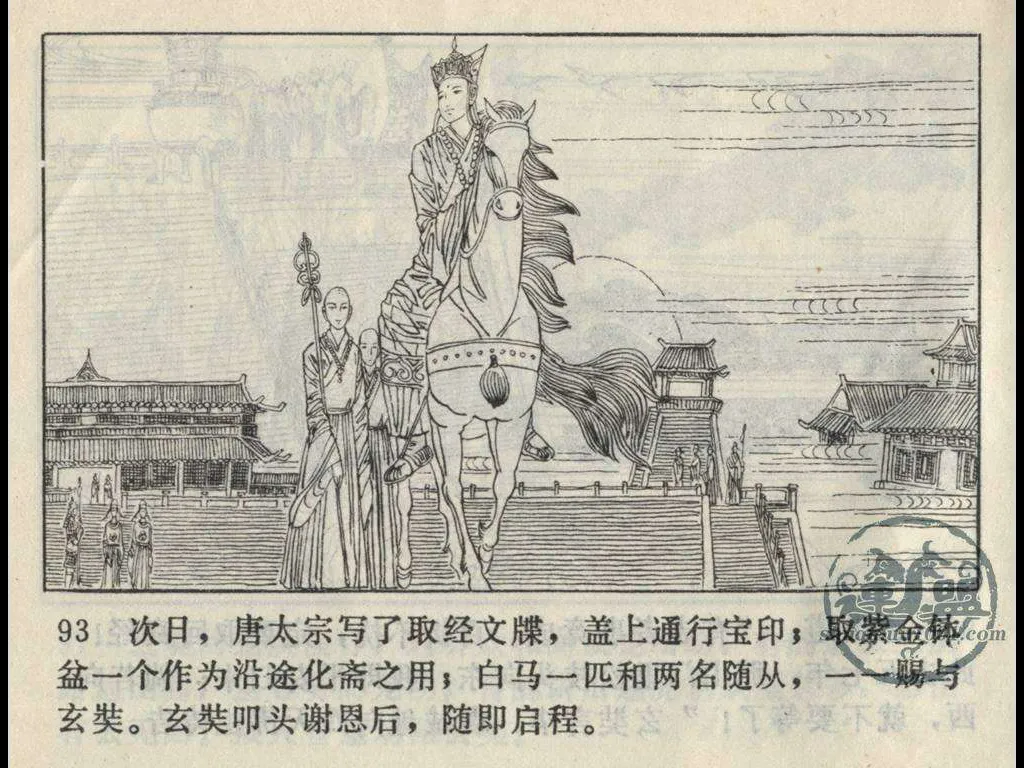 93 次日，唐太宗写了取经文牒，盖上通行宝印；取紫金钵
盆一个作为沿途化斋之用；白马一匹和两名随从，一一赐与
玄奘。玄奘叩头谢恩后，随即启程。
連盟